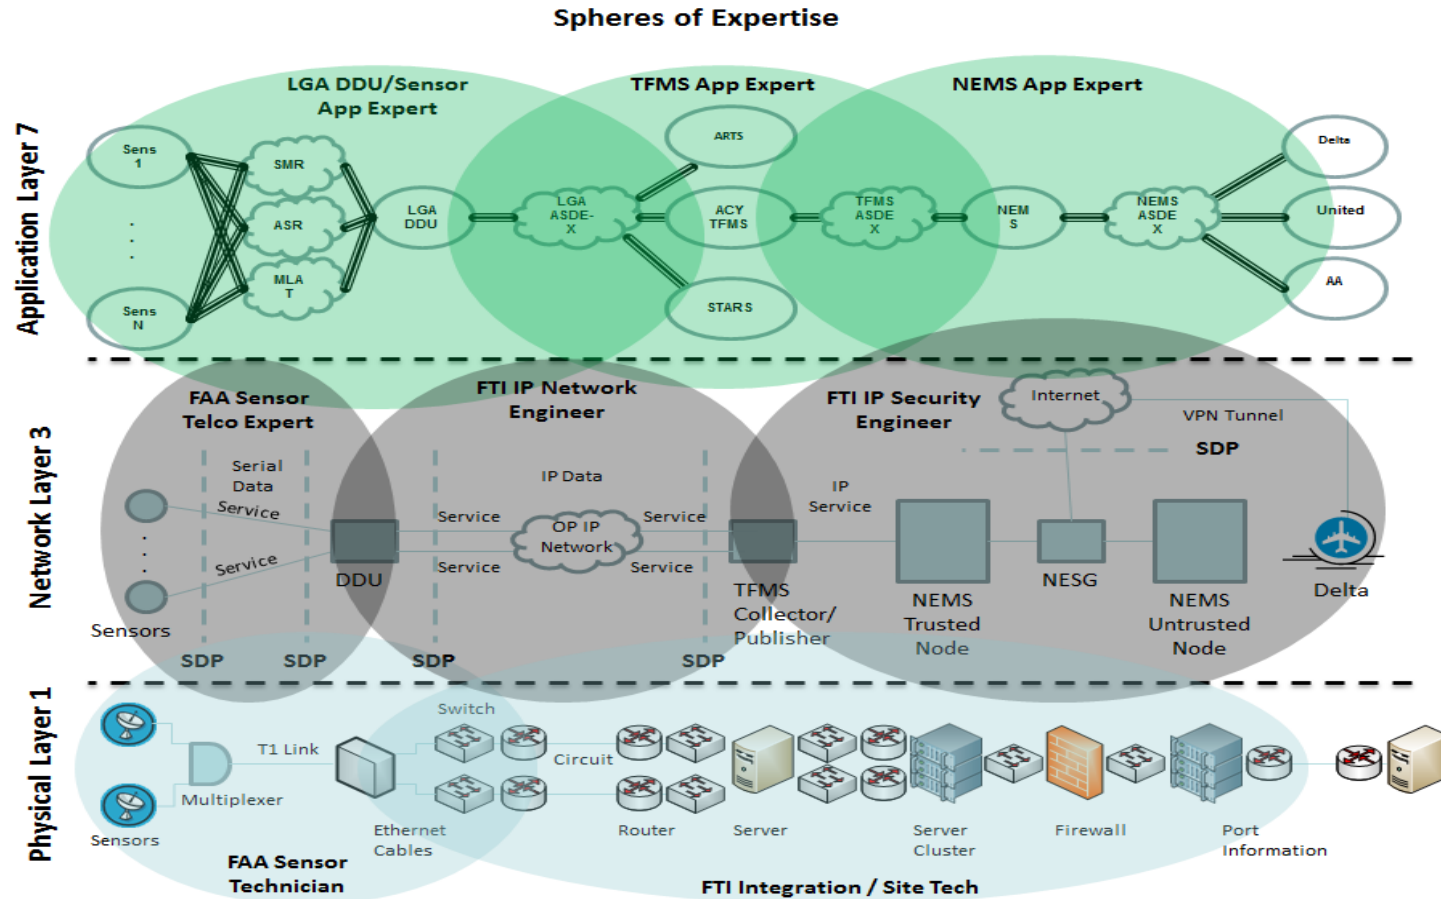 Spheres of Expertise
Application Layer 7
LGA DDU/Sensor
App Expert
TFMS App Expert
NEMS App Expert
Sens
1
.
.
.
Sens
N
SMR
ASR
MLA
T
LGA
DDU
LGA
ASDE-
X
ARTS
ACY
TFMS
STARS
TFMS
ASDE
X
NEM
S
NEMS
ASDE
X
Delta
United
AA
Network Layer 3
FAA Sensor
Telco Expert
FTI IP Network
Engineer
FTI IP Security
Engineer
Internet
VPN Tunnel
SDP
Serial
Data
IP Data
IP
Service
Service
Service
Service
Service
Service
Service
OP IP
Network
.
.
.
Sensors
DDU
TFMS
Collector/
Publisher
NEMS
Trusted
Node
NESG
NEMS
Untrusted
Node
Delta
SDP
SDP
SDP
SDP
Physical Layer 1
Switch
T1 Link
Circuit
Multiplexer
Sensors
Ethernet
Cables
Router
Server
Server
Cluster
Firewall
Port
Information
FAA Sensor
Technician
FTI Integration / Site Tech